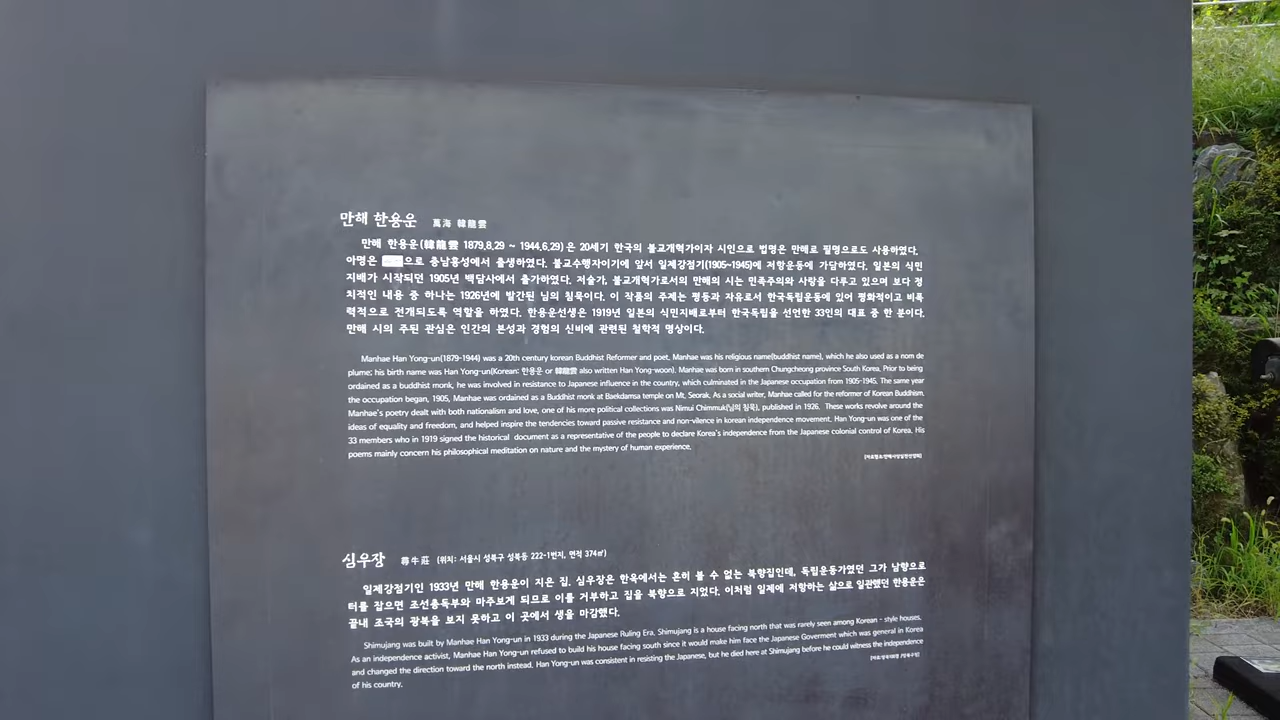 만해 한용운 萬海 韓龍雲
만해 한용운(韓龍雲 1879.8.29 ~ 1944.6.29)은 20세기 한국의 불교개혁가이자 시인으로 법명은 만해로 필명으로도 사용하였다.
아명은 으로 충남홍성에서 출생하였다. 불교수행자이기에 앞서 일제강점기(1905~1945)에 저항운동에 가담하였다. 일본의 식민
지배가 시작되던 1905년 백담사에서 출가하였다. 저술가, 불교개혁가로서의 만해의 시는 민족주의와 사랑을 다루고 있으며 보다 정
치적인 내용 중 하나는 1926년에 발간된 님의 침묵이다. 이 작품의 주제는 평등과 자유로서 한국독립운동에 있어 평화적이고 비폭
력적으로 전개되도록 역할을 하였다. 한용운선생은 1919년 일본의 식민지배로부터 한국독립을 선언한 33인의 대표 중 한 분이다.
만해 시의 주된 관심은 인간의 본성과 경험의 신비에 관련된 철학적 명상이다.
Manhae Han Yong-un(1879-1944) was a 20th century korean Buddhist Reformer and poet. Manhae was his religious name(buddhist name), which he also used as a nom de
plume; his birth name was Han Yong-un(Korean: 한용운 or 韓龍雲 also written Han Yong-woon). Manhae was born in southern Chungcheong province South Korea. Prior to being
ordained as a buddhist monk, he was involved in resistance to Japanese influence in the country, which culminated in the Japanese occupation from 1905-1945. The same year
the occupation began, 1905, Manhae was ordained as a Buddhist monk at Baekdamsa temple on Mt, Seorak. As a social writer, Manhae called for the reformer of Korean Buddhism.
Manhae's poetry dealt with both nationalism and love, one of his more political collections was Nimui Chimmuk(님의 침묵), published in 1926. These works revolve around the
ideas of equality and freedom, and helped inspire the tendencies toward passive resistance and non-vilence in korean independence movement. Han Yong-un was one of the
33 members who in 1919 signed the historical document as a representative of the people to declare Korea's independence from the Japanese colonial control of Korea. His
poems mainly concern his philosophical meditation on nature and the mystery of human experience.
심우장 尋牛莊 (위치: 서울시 성북구 성북동 222-1번지, 면적 374㎡)
일제강점기인 1933년 만해 한용운이 지은 집. 심우장은 한옥에서는 흔히 볼 수 없는 북향집인데, 독립운동가였던 그가 남향으로
터를 잡으면 조선총독부와 마주보게 되므로 이를 거부하고 집을 북향으로 지었다. 이처럼 일제에 저항하는 삶으로 일관했던 한용운은
끝내 조국의 광복을 보지 못하고 이 곳에서 생을 마감했다.
Shimujang was built by Manhae Han Yong-un in 1933 during the Japanese Ruling Era. Shimujang is a house facing north that was rarely seen among Korean - style houses.
As an independence activist, Manhae Han Yong-un refused to build his house facing south since it would make him face the Japanese Goverment which was general in Korea
and changed the direction toward the north instead. Han Yong-un was consistent in resisting the Japanese, but he died here at Shimujang before he could witness the independence
of his country.